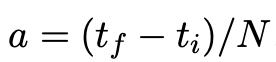 a = (t_f − t_i)/N